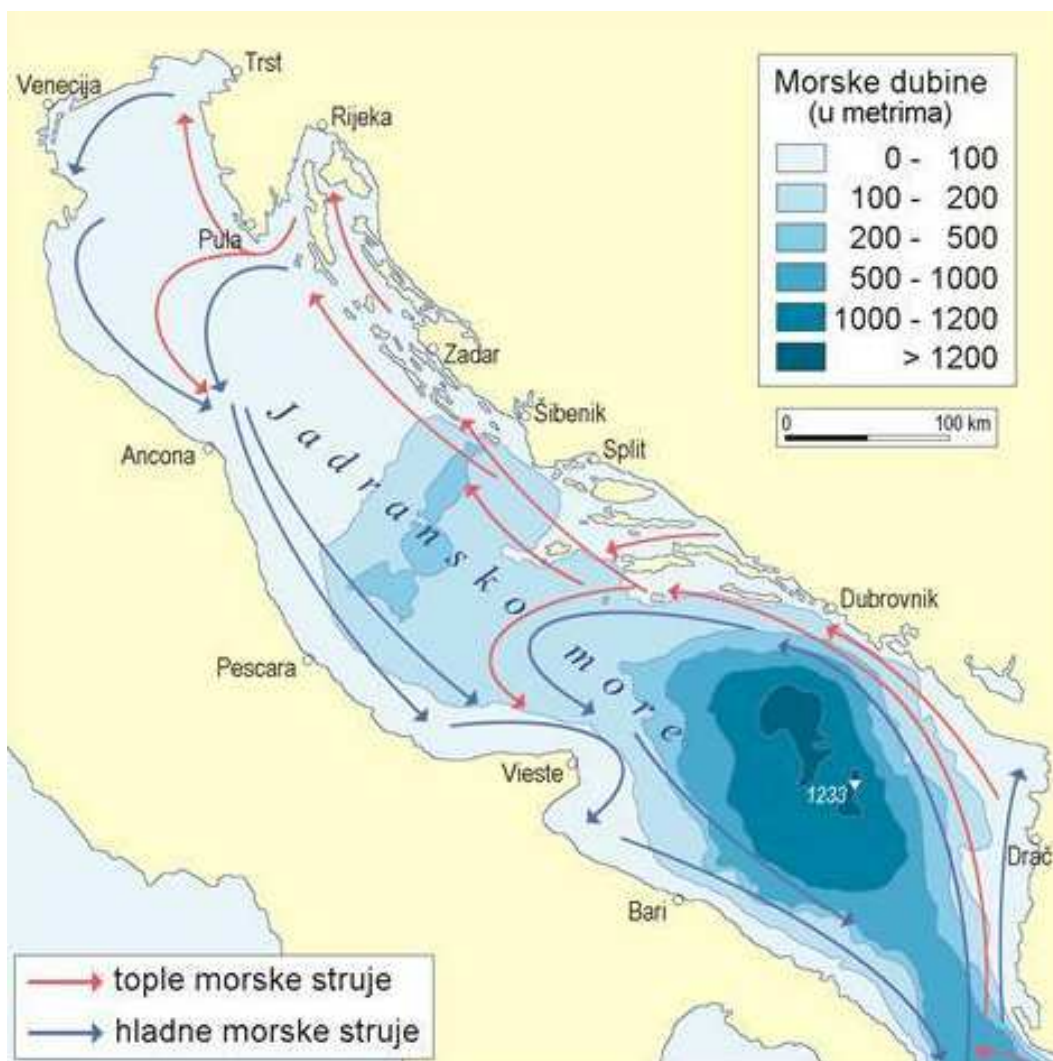 Trst
Venecija
Rijeka
Pula
Zadar
Šibenik
Split
Ancona
Jadransko more
Dubrovnik
Pescara
Vieste
1233
Drač
Bari
Morske dubine
(u metrima)
0 - 100
100 - 200
200 - 500
500 - 1000
1000 - 1200
> 1200
0 100 km
tople morske struje
hladne morske struje